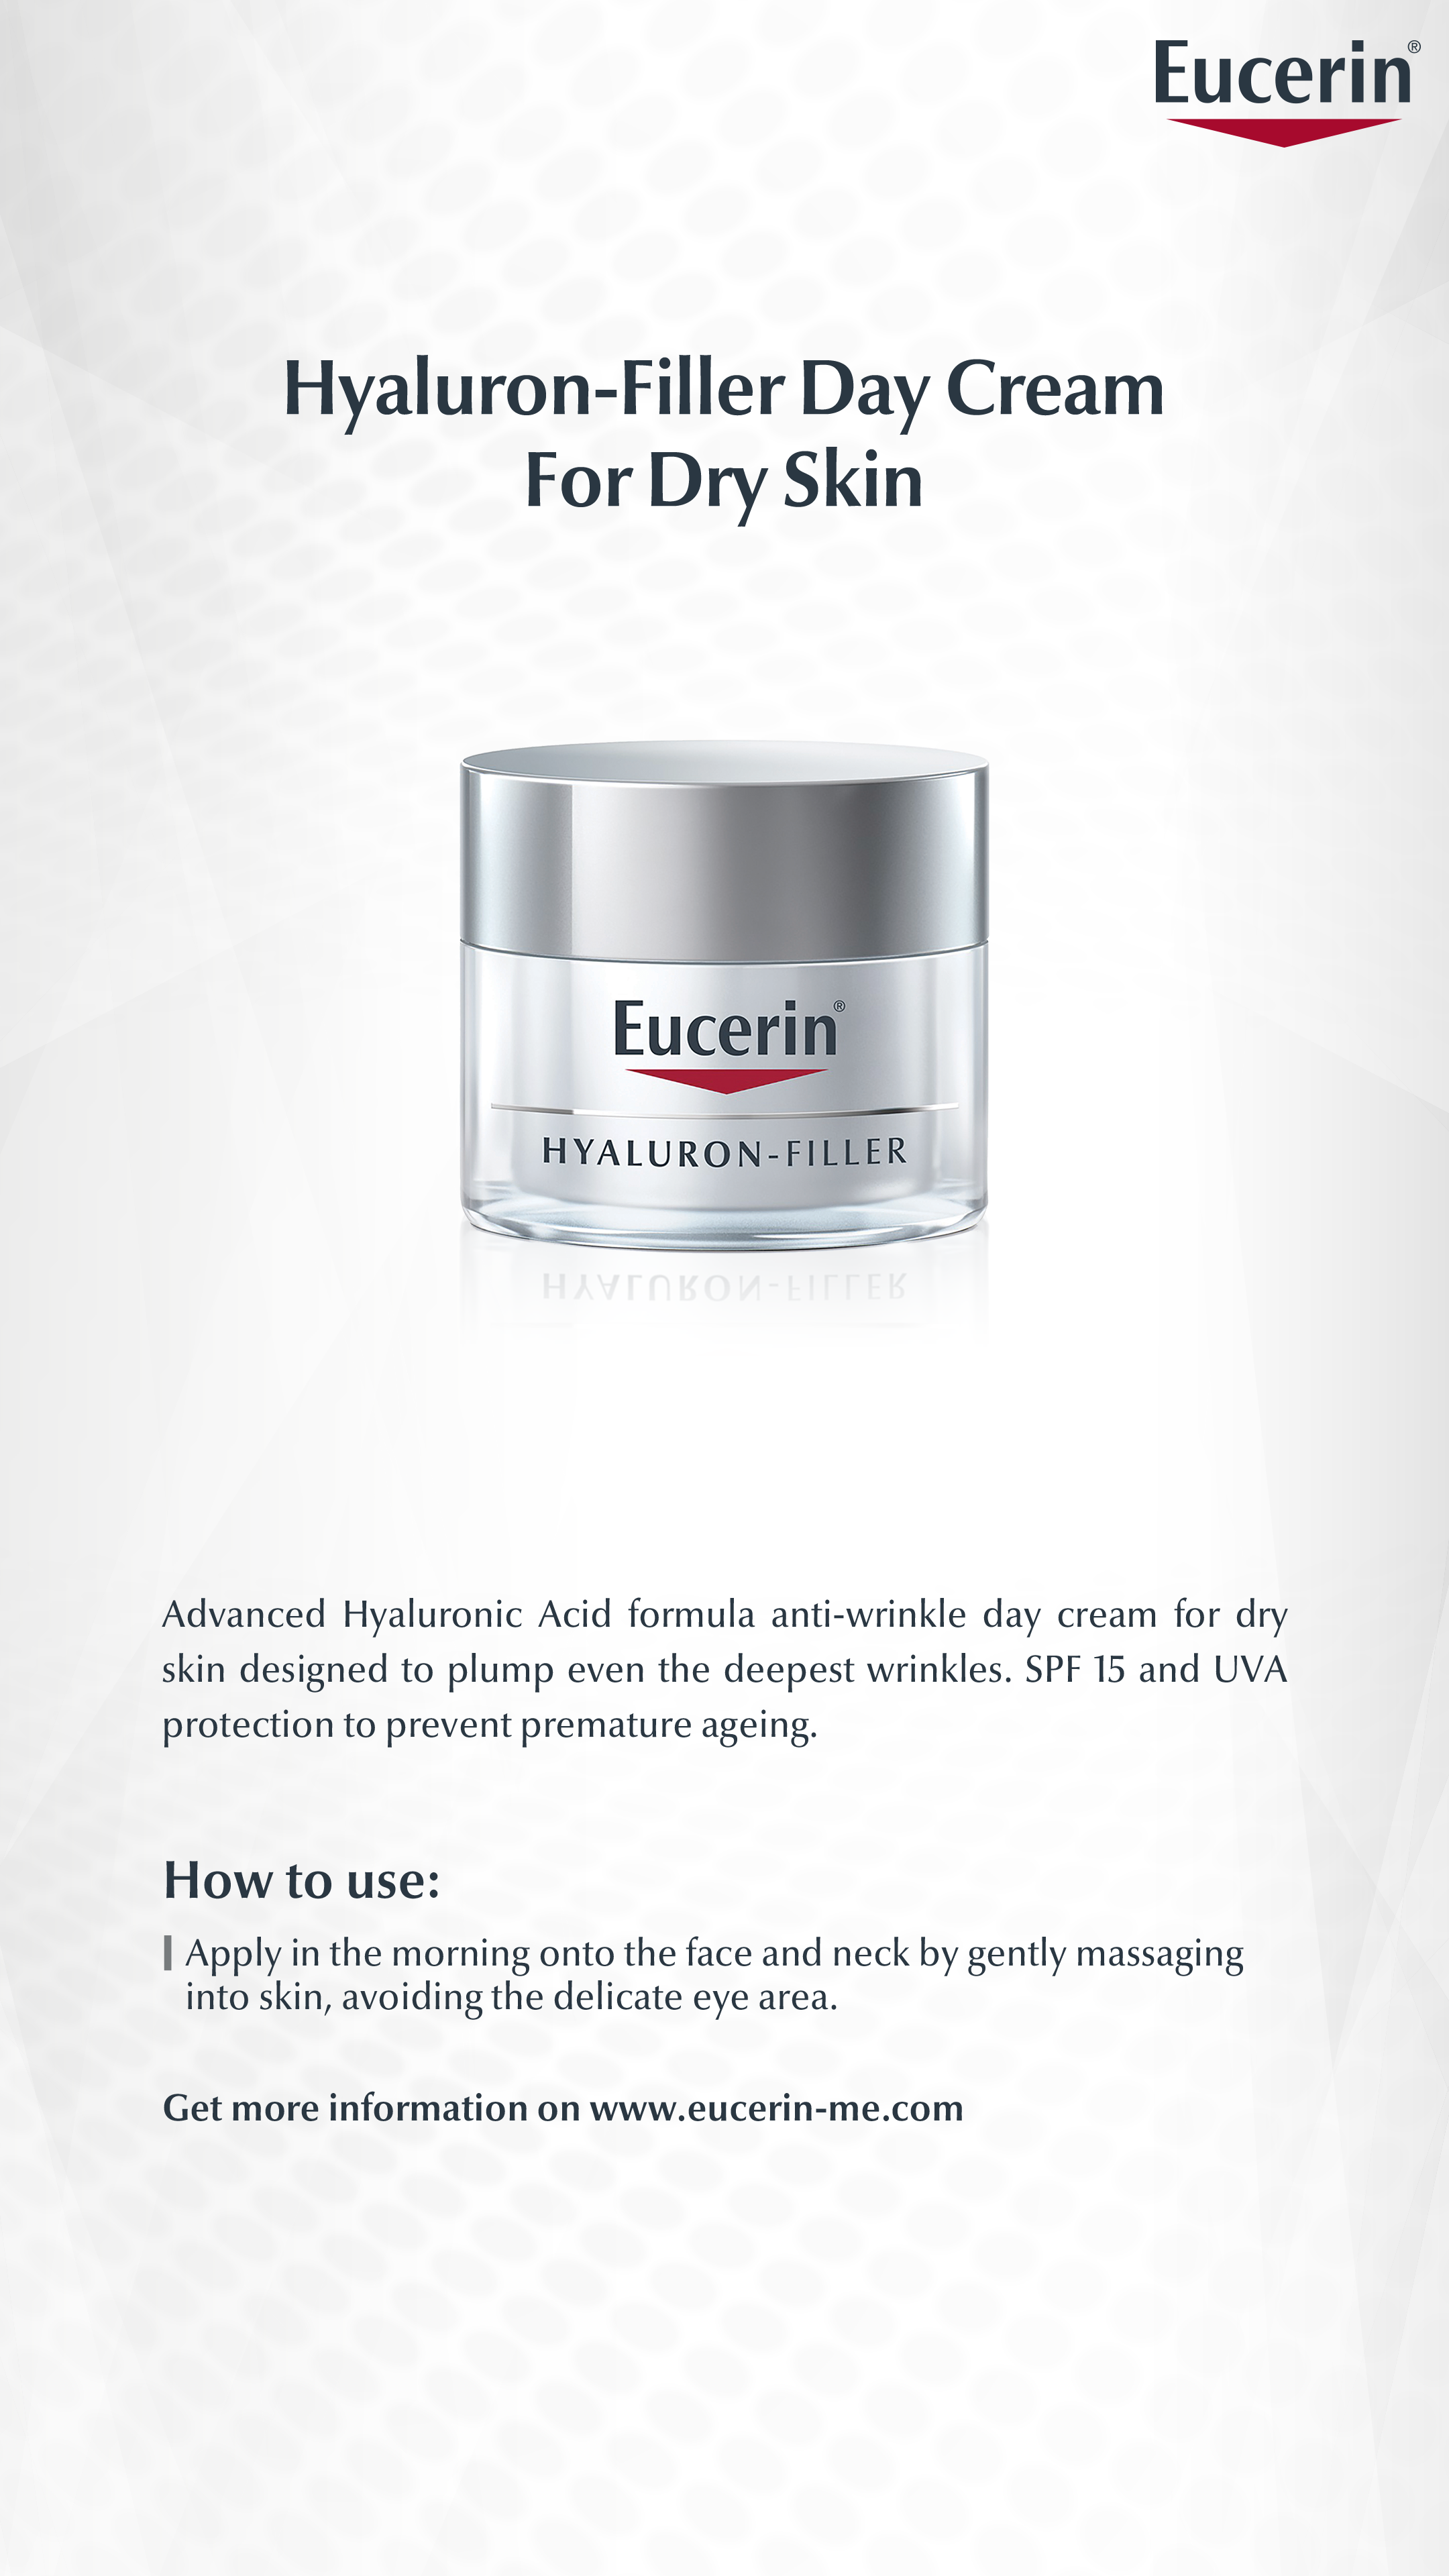 Eucerin®
Hyaluron-Filler Day Cream
For Dry Skin
Eucerin®
HYALURON-FILLER
HYALURON-FILLER
Advanced Hyaluronic Acid formula anti-wrinkle day cream for dry
skin designed to plump even the deepest wrinkles. SPF 15 and UVA
protection to prevent premature ageing.
How to use:
Apply in the morning onto the face and neck by gently massaging
into skin, avoiding the delicate eye area.
Get more information on www.eucerin-me.com